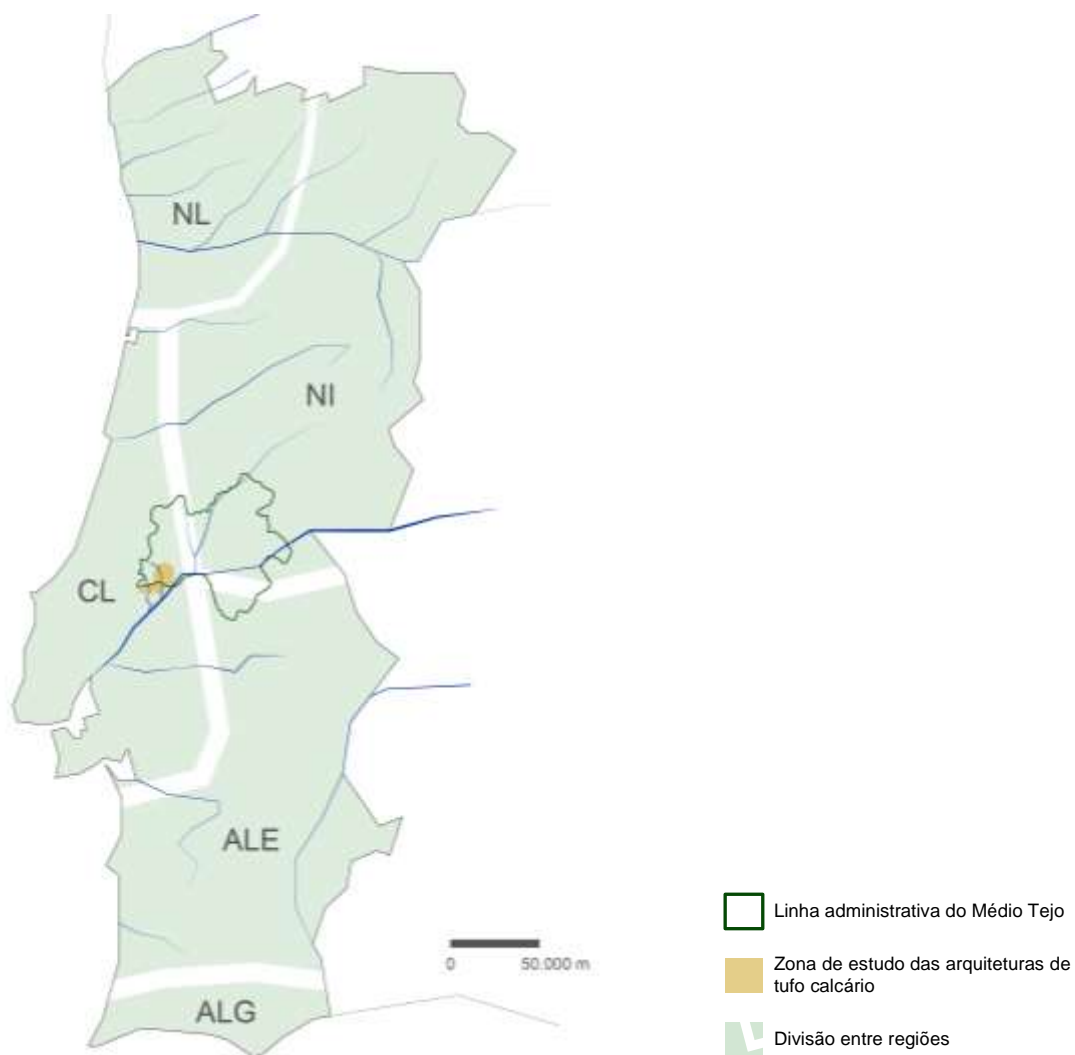 NL
NI
CL
ALE
ALG
0 50.000 m
Linha administrativa do Médio Tejo
Zona de estudo das arquiteturas de
tufo calcário
Divisão entre regiões